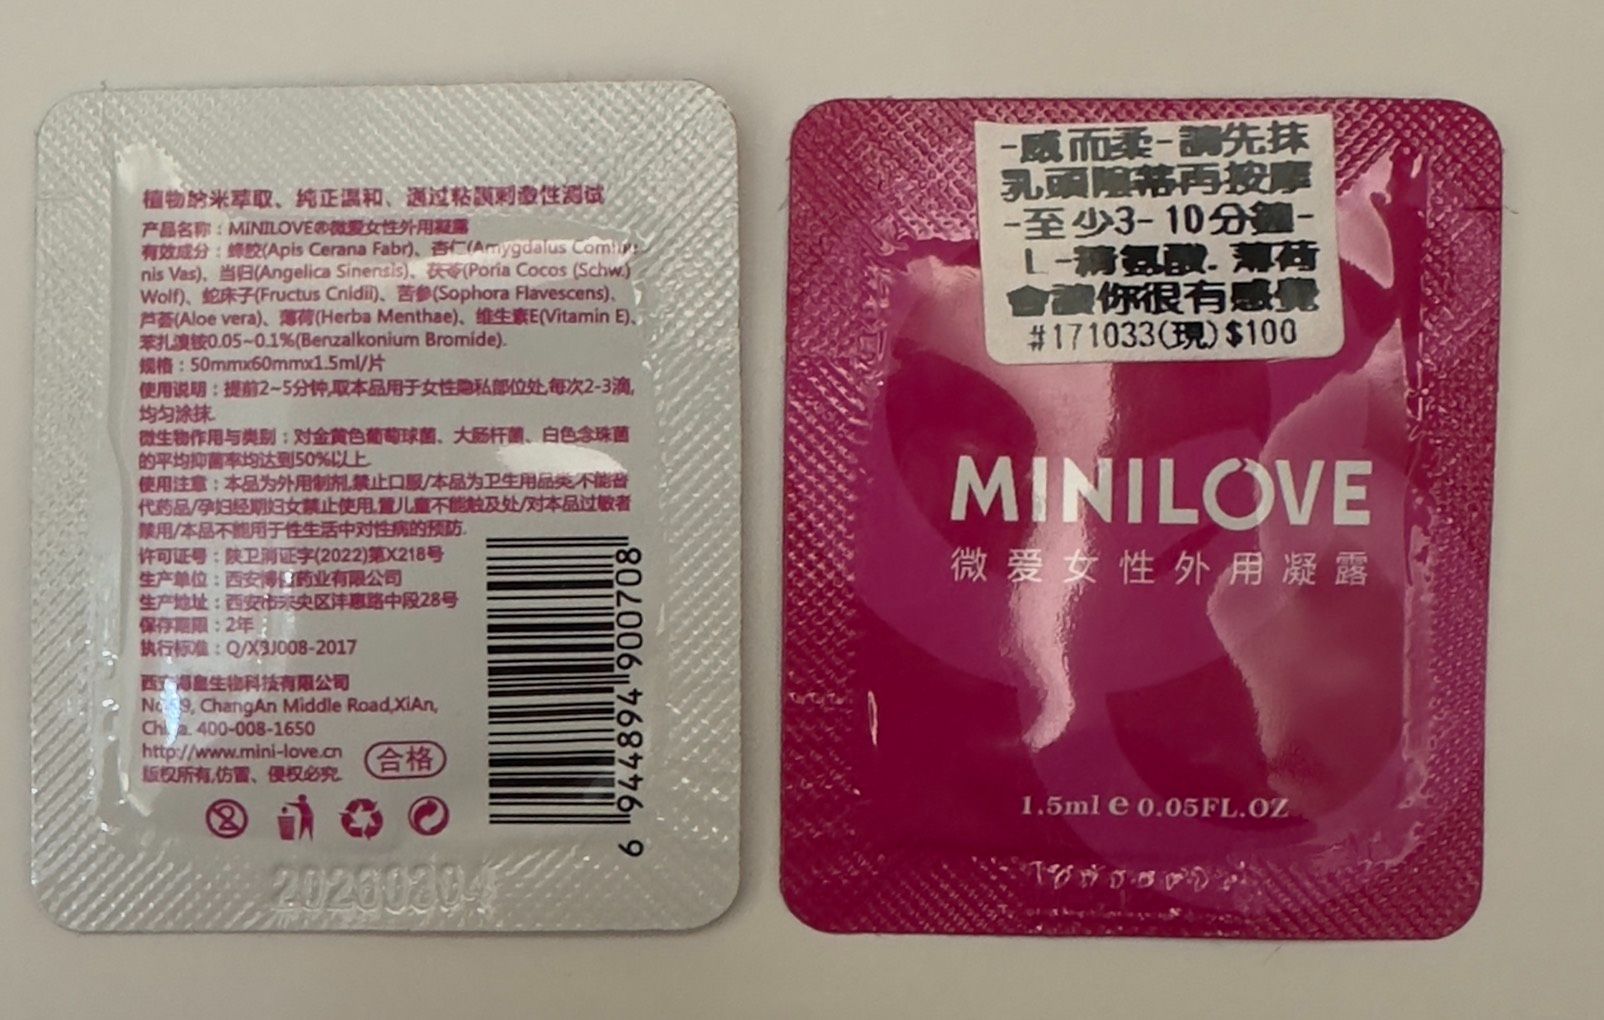 植物纳米萃取、纯正温和、通过粘膜刺激性测试
产品名称：MINILOVE®微爱女性外用凝露
有效成分：蜂胶(Apis Cerana Fabr)、杏仁(Amygdalus Commu-
nis Vas)、当归(Angelica Sinensis)、茯苓(Poria Cocos (Schw.)
Wolf)、蛇床子(Fructus Cnidii)、苦参(Sophora Flavescens)、
芦荟(Aloe vera)、薄荷(Herba Menthae)、维生素E(Vitamin E)、
苯扎溴铵0.05~0.1%(Benzalkonium Bromide).
规格：50mmx60mmx1.5ml/片
使用说明：提前2~5分钟,取本品用于女性隐私部位处,每次2-3滴,
均匀涂抹.
微生物作用与类别：对金黄色葡萄球菌、大肠杆菌、白色念珠菌
的平均抑菌率均达到50%以上.
使用注意：本品为外用制剂,禁止口服/本品为卫生用品类,不能替
代药品/孕妇经期妇女禁止使用,置儿童不能触及处/对本品过敏者
禁用/本品不能用于性生活中对性病的预防.
许可证号：陕卫消证字(2022)第X218号
生产单位：西安博 药业有限公司
生产地址：西安市未央区沣惠路中段28号
保存期限：2年
执行标准：Q/XBJ008-2017
西安 生物科技有限公司
ChangAn Middle Road,XiAn,
China. 400-008-1650
http://www.mini-love.cn
版权所有,仿冒、侵权必究.
合格
6 944894 900708
-感而柔-請先抹
乳頭陰蒂再按摩
-至少3-10分鐘-
L-精氨酸.薄荷
會讓你很有感覺
#171033(現)$100
MINILOVE
微爱女性外用凝露
1.5ml e 0.05FL.OZ